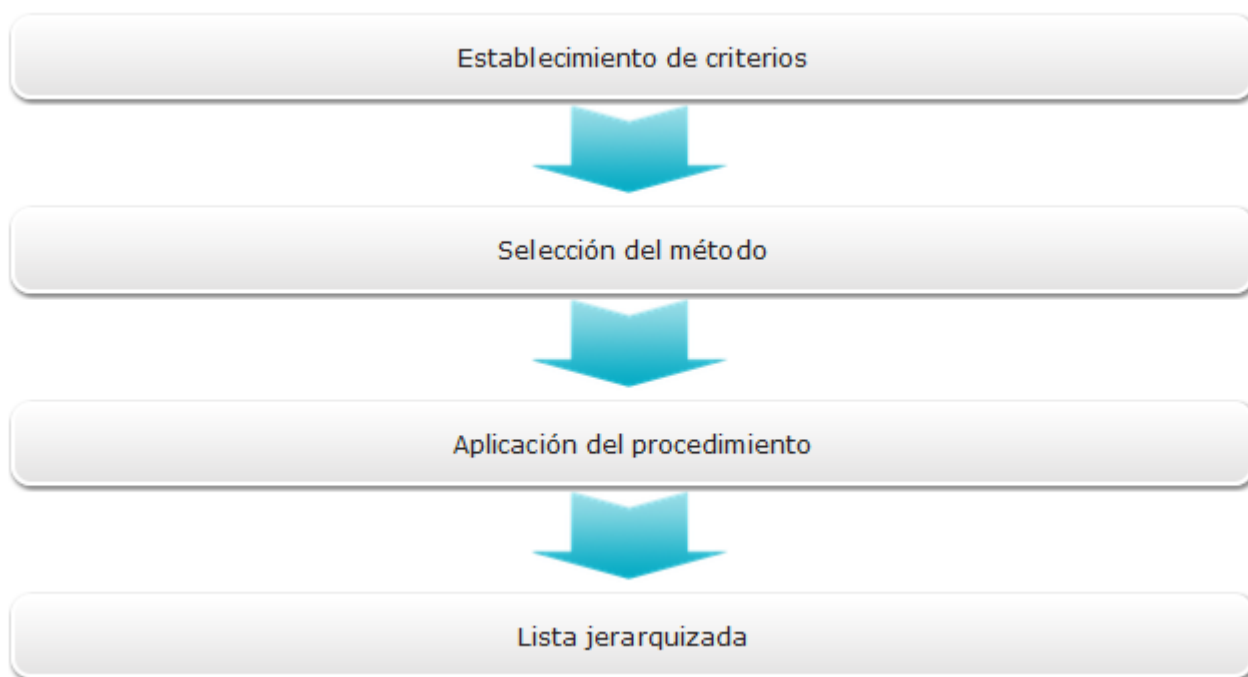 Establecimiento de criterios
Selección del método
Aplicación del procedimiento
Lista jerarquizada